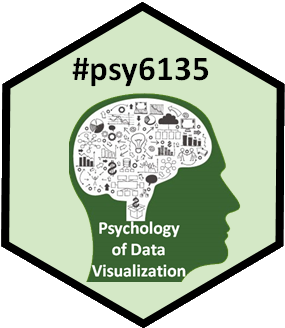 #psy6135
Psychology
of Data
Visualization